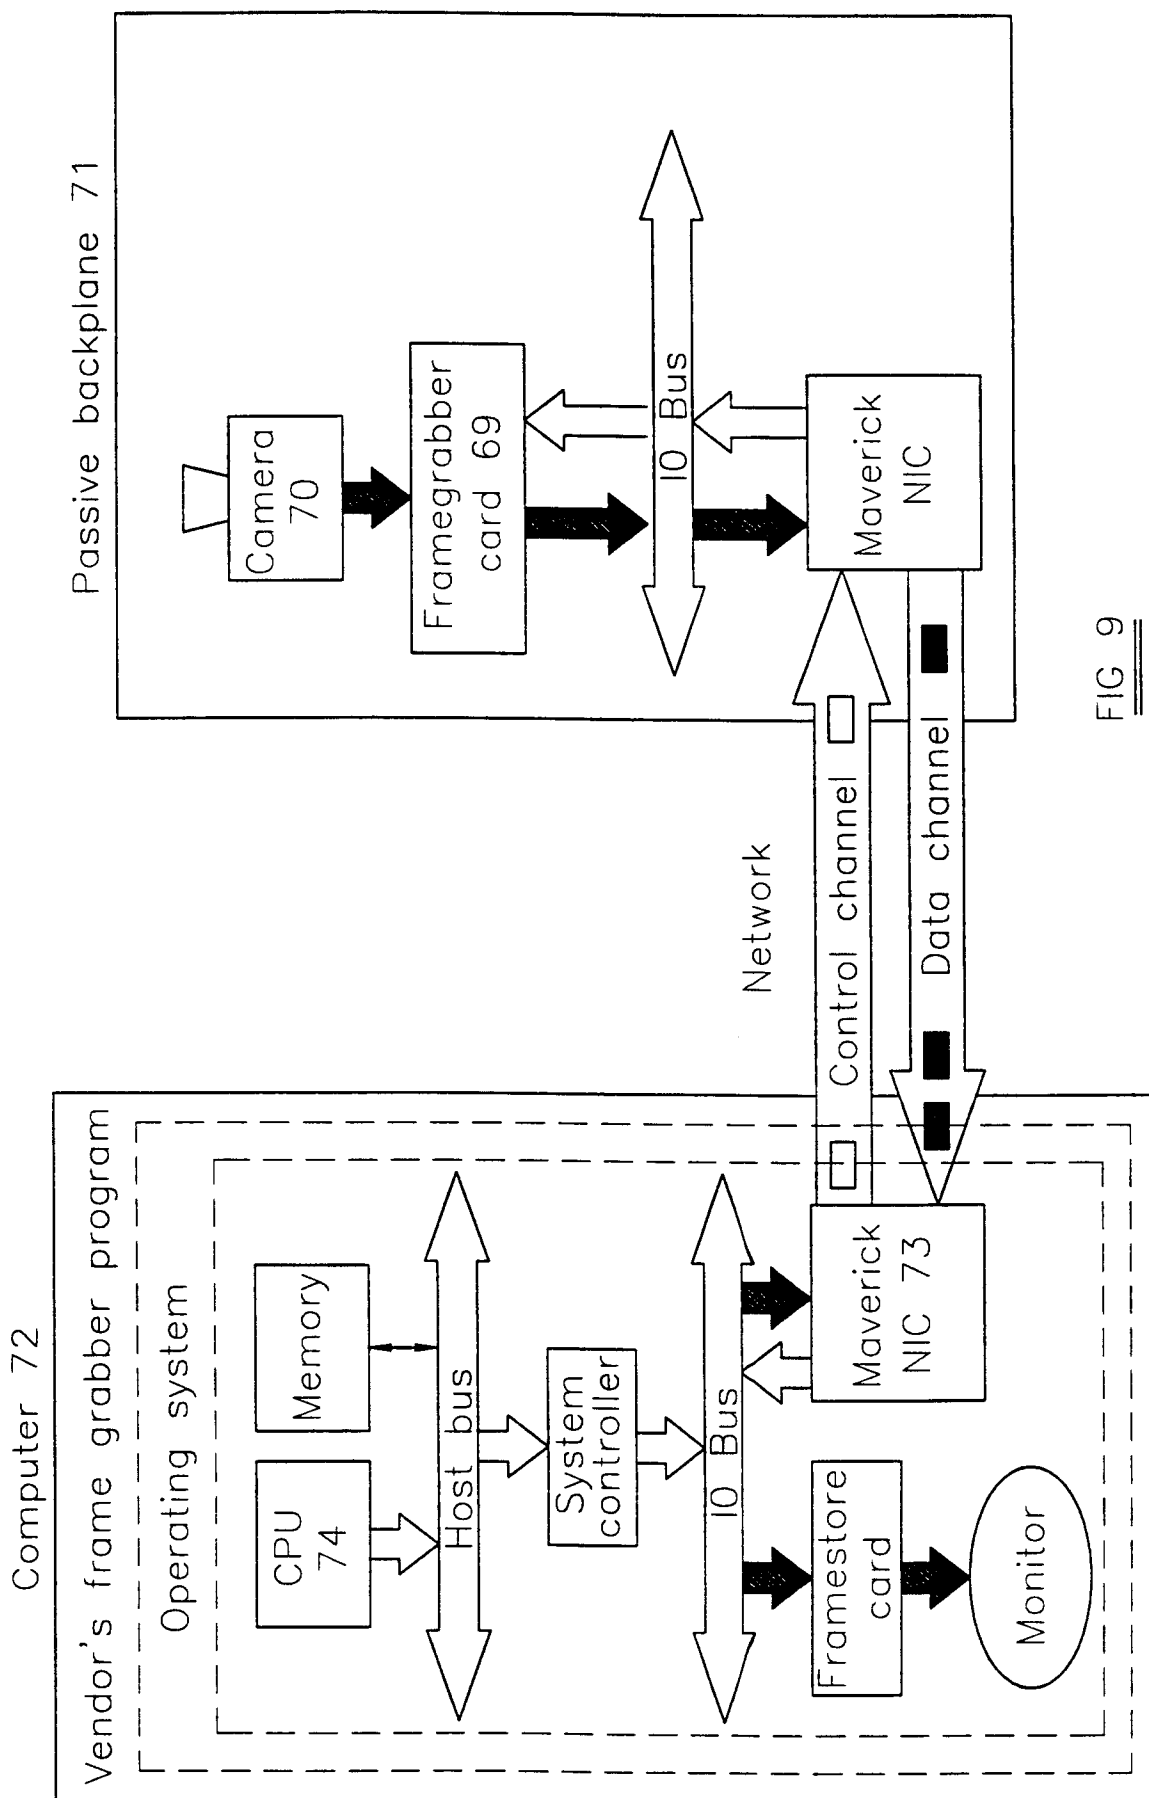 Computer 72
Vendor's frame grabber program
Operating system
CPU
74
Memory
Host bus
System
controller
IO Bus
Framestore
card
Maverick
NIC 73
Monitor
Network
Control channel
Data channel
Passive backplane 71
Camera
70
Framegrabber
card 69
IO Bus
Maverick
NIC
FIG 9